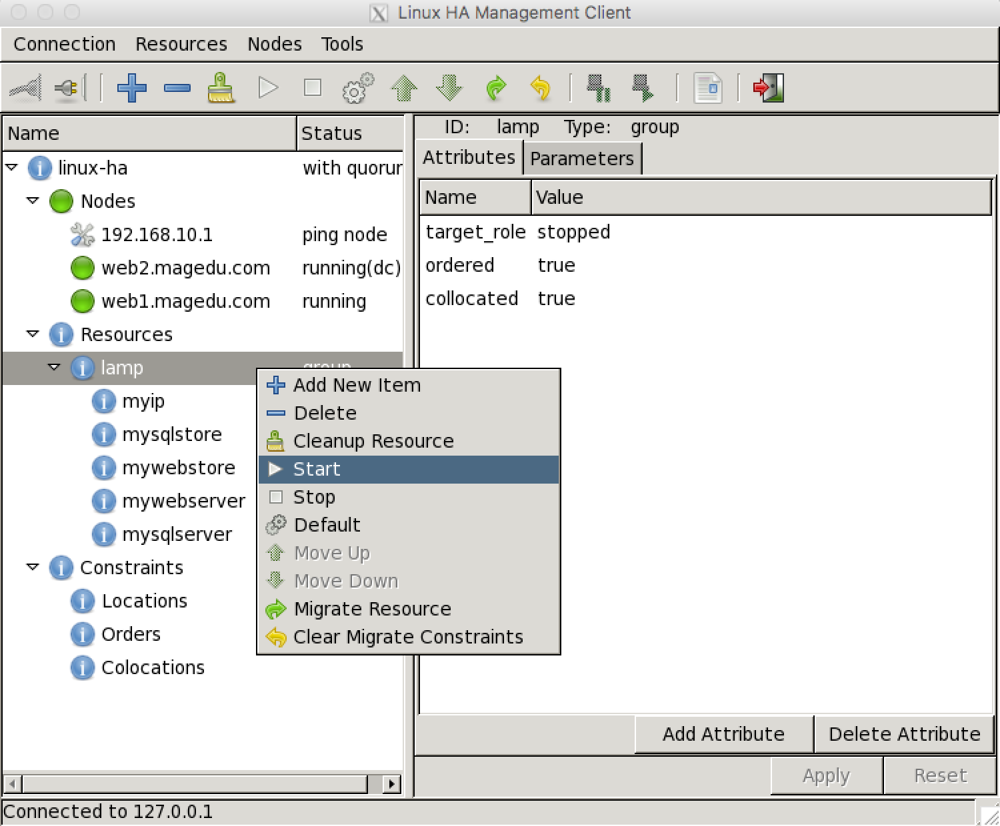 Linux HA Management Client
Connection Resources Nodes Tools
Name Status
linux-ha with quorur
Nodes
192.168.10.1 ping node
web2.magedu.com running(dc)
web1.magedu.com running
Resources
lamp group
myip
mysqlstore
mywebstore
mywebserver
mysqlserver
Constraints
Locations
Orders
Colocations
Add New Item
Delete
Cleanup Resource
Start
Stop
Default
Move Up
Move Down
Migrate Resource
Clear Migrate Constraints
ID: lamp Type: group
Attributes Parameters
Name Value
target_role stopped
ordered true
collocated true
Add Attribute Delete Attribute
Apply Reset
Connected to 127.0.0.1